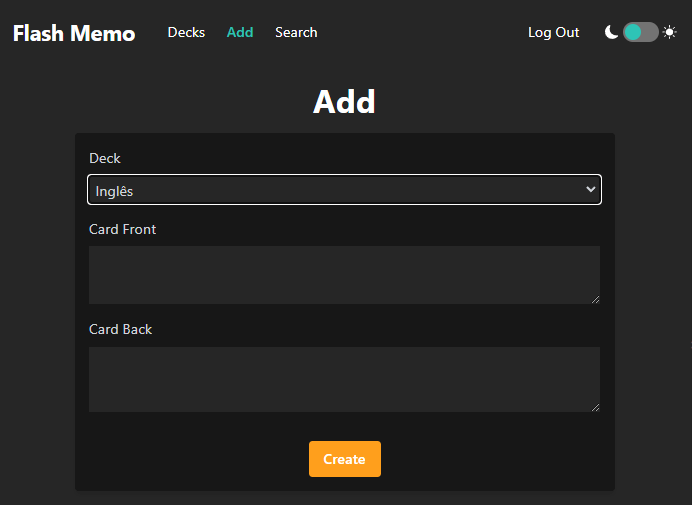 Flash Memo Decks Add Search Log Out
Add
Deck
Inglês
Card Front
Card Back
Create